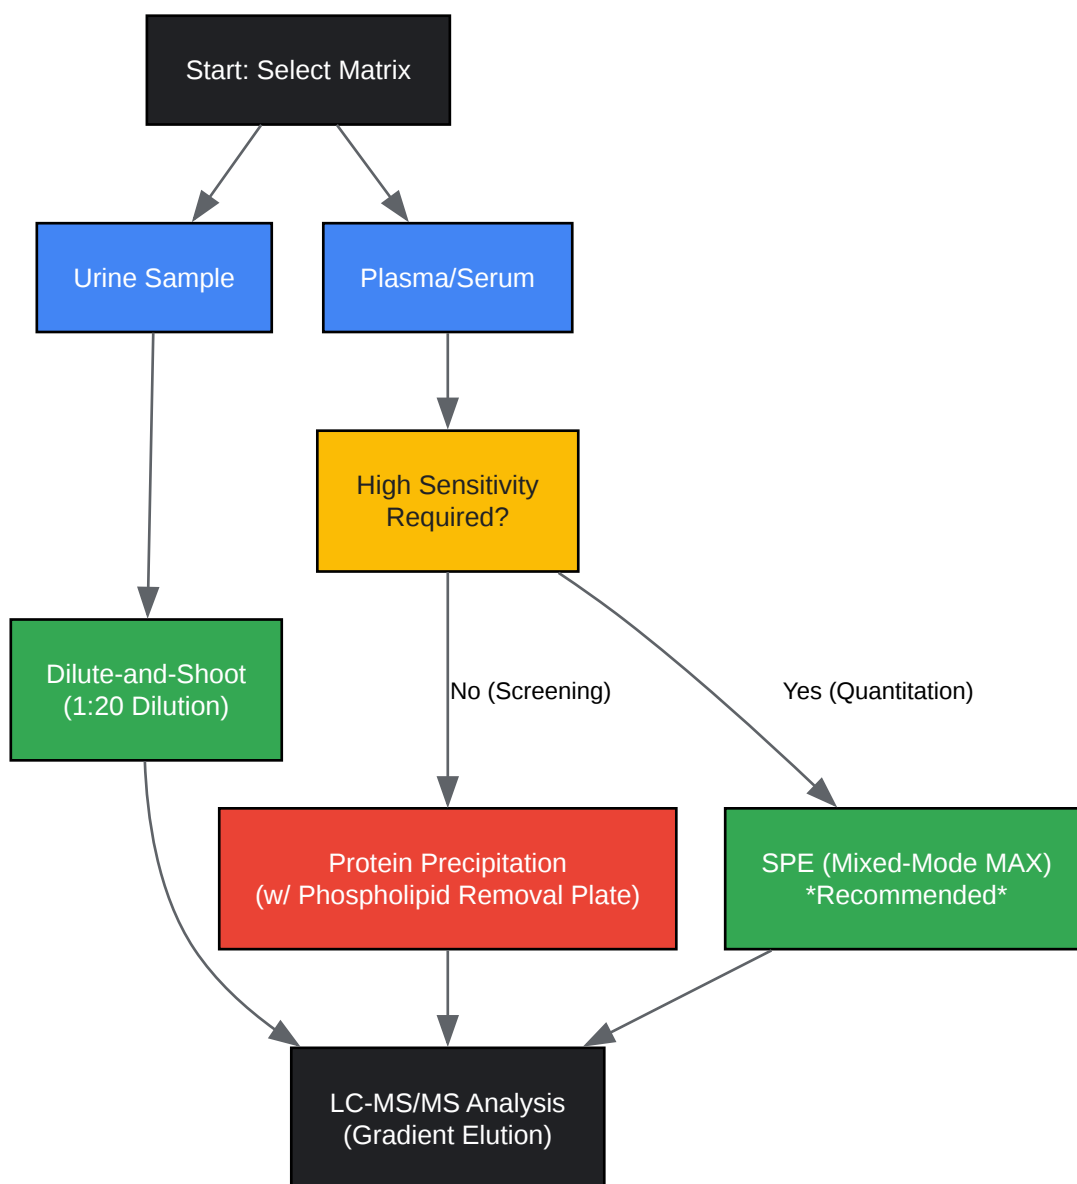 Start: Select Matrix
Urine Sample
Plasma/Serum
High Sensitivity
Required?
Dilute-and-Shoot
(1:20 Dilution)
No (Screening)
Yes (Quantitation)
Protein Precipitation
(w/ Phospholipid Removal Plate)
SPE (Mixed-Mode MAX)
*Recommended*
LC-MS/MS Analysis
(Gradient Elution)